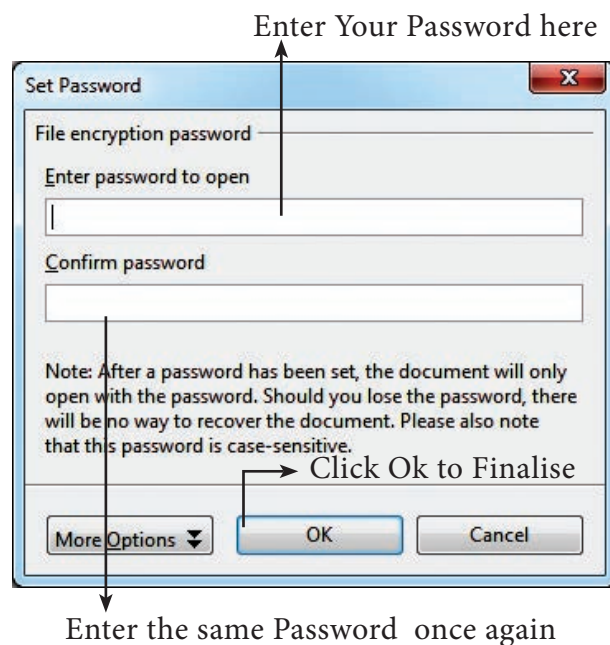 Enter Your Password here
Set Password
File encryption password
Enter password to open
Confirm password
Note: After a password has been set, the document will only
open with the password. Should you lose the password, there
will be no way to recover the document. Please also note
that this password is case-sensitive.
Click Ok to Finalise
More Options
OK
Cancel
Enter the same Password once again